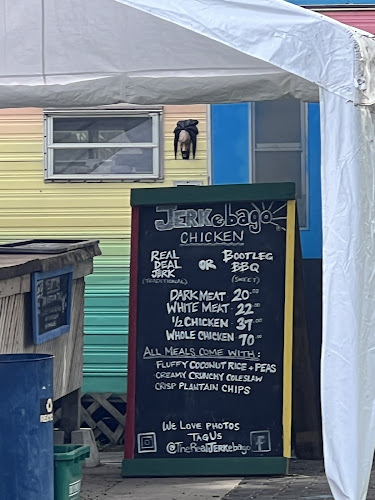 JERKebago
CHICKEN
REAL DEAL JERK (TRADITIONAL)
OR
BOOTLEG BBQ (SWEET)
DARK MEAT 20.00
WHITE MEAT 22.00
1/2 CHICKEN 37.00
WHOLE CHICKEN 70.00
ALL MEALS COME WITH:
FLUFFY COCONUT RICE + PEAS
CREAMY CRUNCHY COLESLAW
CRISP PLANTAIN CHIPS
WE LOVE PHOTOS
TAG US
@TheRealJERKebago
f